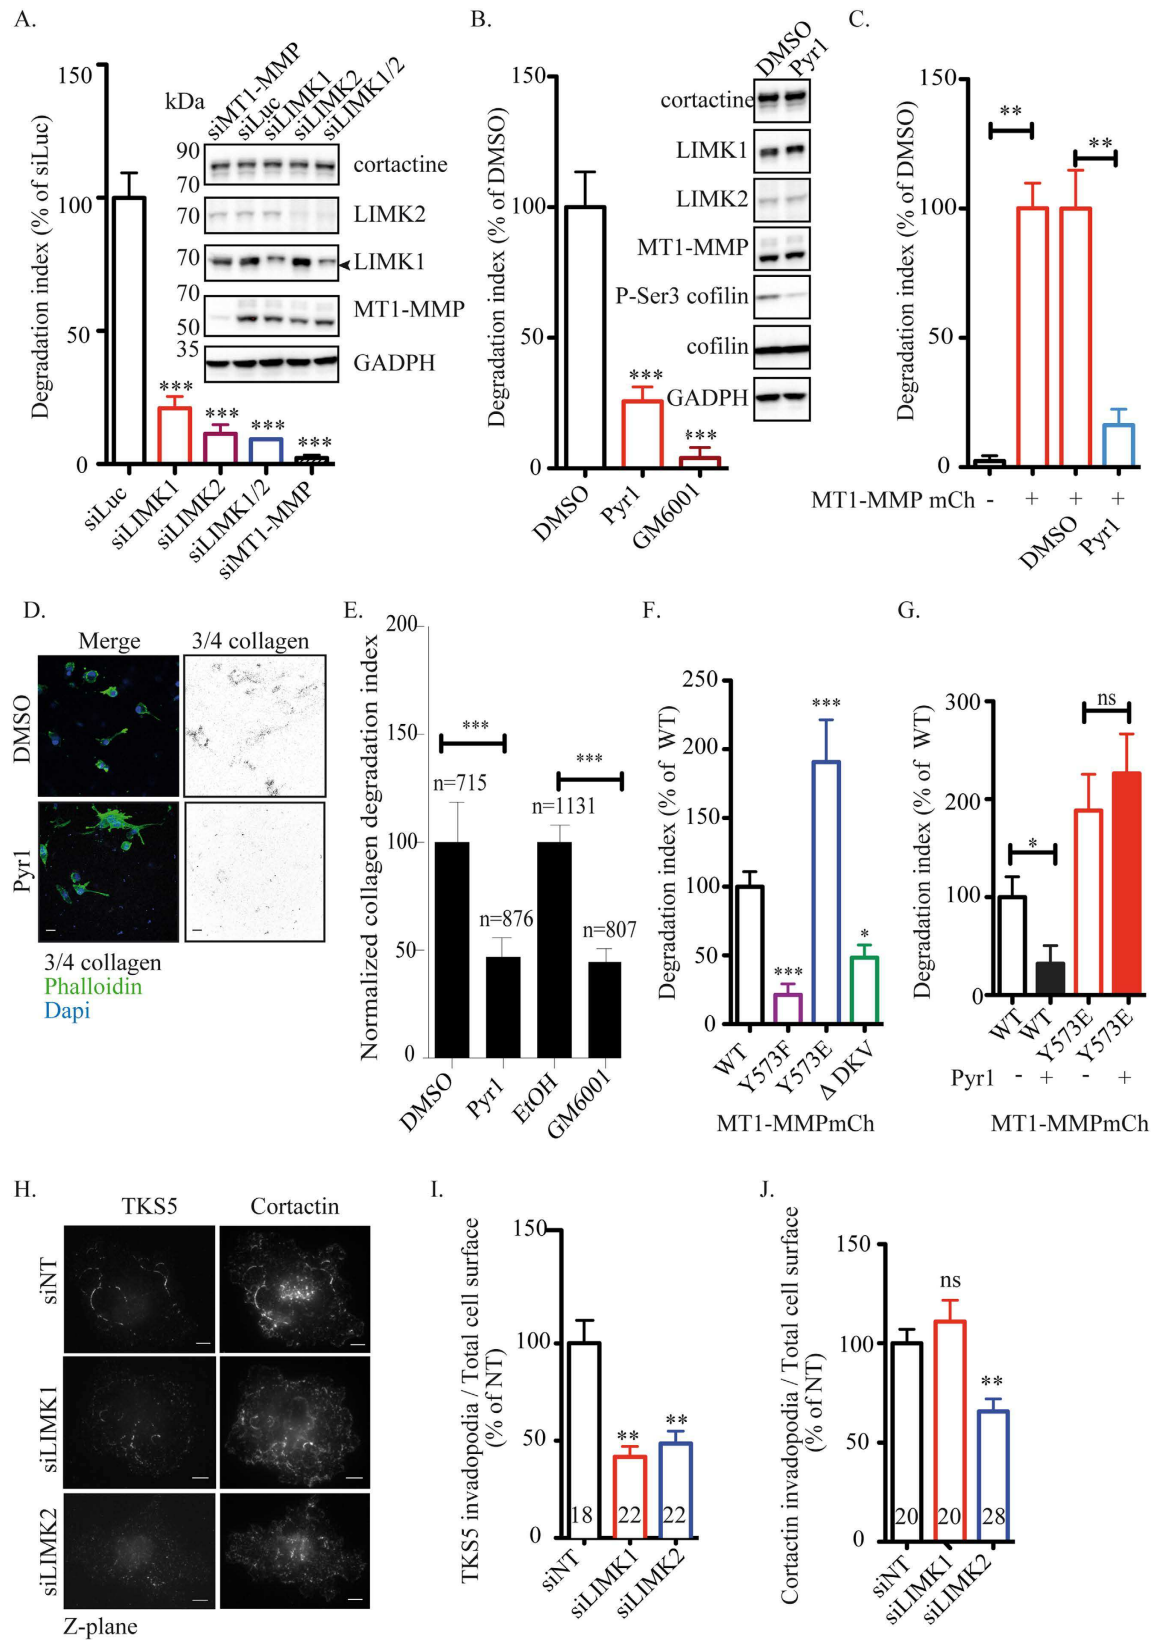 A.
Degradation index (% of siLuc)
150
100
50
0
siLuc
siLIMK1
siLIMK2
siLIMK1/2
siMT1-MMP
***
***
***
***
kDa
siMT1-MMP
siLuc
siLIMK1
siLIMK2
siLIMK1/2
90
70
cortactine
70
LIMK2
70
LIMK1
70
50
MT1-MMP
35
GADPH
B.
Degradation index (% of DMSO)
150
100
50
0
***
***
DMSO
Pyr1
GM6001
DMSO
Pyr1
cortactine
LIMK1
LIMK2
MT1-MMP
P-Ser3 cofilin
cofilin
GADPH
C.
Degradation index (% of DMSO)
150
100
50
0
**
**
MT1-MMP mCh - + + +
DMSO
Pyr1
D.
Merge
3/4 collagen
DMSO
Pyr1
3/4 collagen
Phalloidin
Dapi
E.
Normalized collagen degradation index
200
150
100
50
0
***
***
n=715
n=876
n=1131
n=807
DMSO
Pyr1
EtOH
GM6001
F.
Degradation index (% of WT)
250
200
150
100
50
0
***
***
*
WT
Y573F
Y573E
Δ DKV
MT1-MMPmCh
G.
Degradation index (% of WT)
300
200
100
0
*
ns
WT
WT
Y573E
Y573E
Pyr1 - + - +
MT1-MMPmCh
H.
TKS5
Cortactin
siNT
siLIMK1
siLIMK2
Z-plane
I.
TKS5 invadopodia / Total cell surface
(% of NT)
150
100
50
0
**
**
18
22
22
siNT
siLIMK1
siLIMK2
J.
Cortactin invadopodia / Total cell surface
(% of NT)
150
100
50
0
ns
**
20
20
28
siNT
siLIMK1
siLIMK2